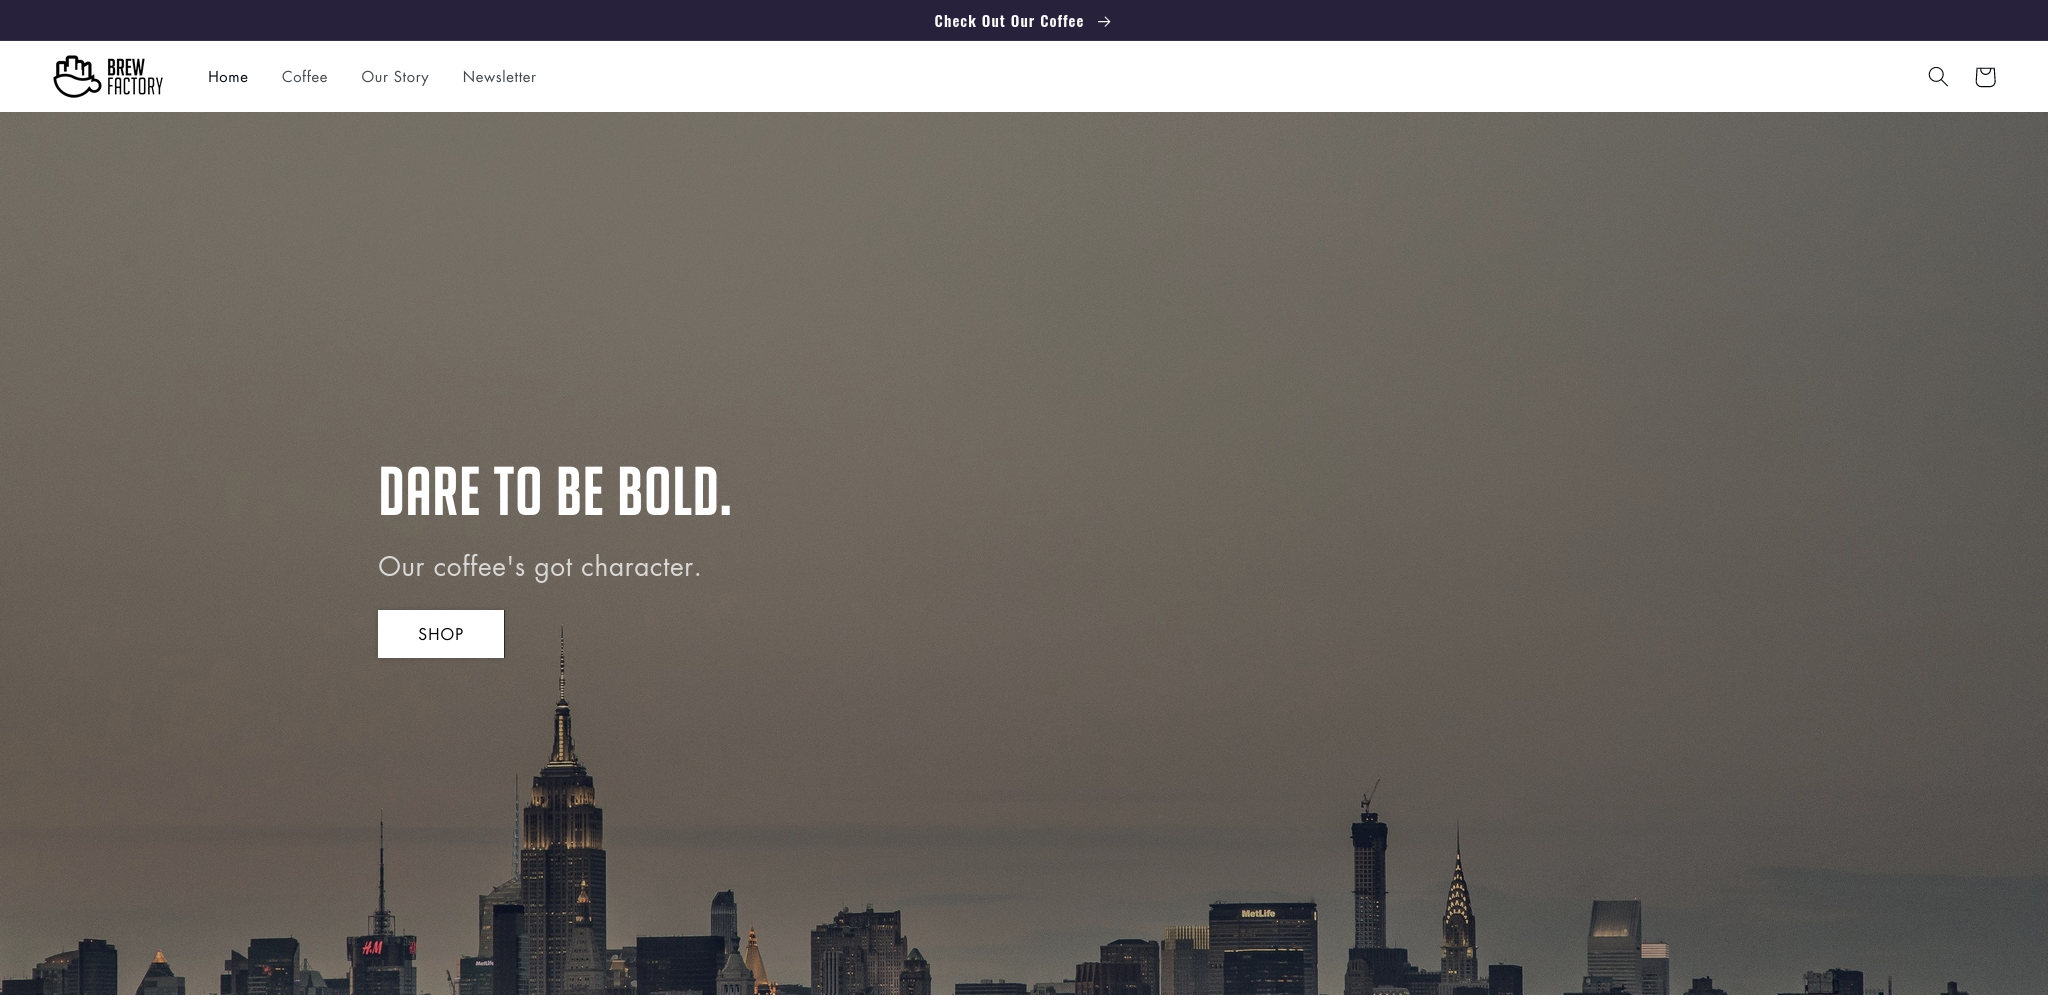 Check Out Our Coffee
BREW
FACTORY
Home
Coffee
Our Story
Newsletter
DARE TO BE BOLD.
Our coffee's got character.
SHOP
MetLife
H&M
MetLife